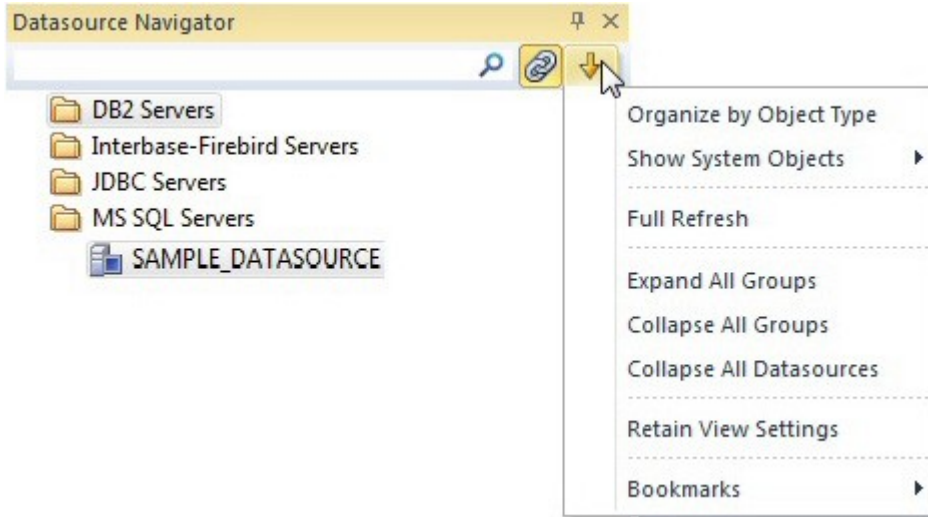 Datasource Navigator
DB2 Servers
Interbase-Firebird Servers
JDBC Servers
MS SQL Servers
SAMPLE_DATASOURCE
Organize by Object Type
Show System Objects
Full Refresh
Expand All Groups
Collapse All Groups
Collapse All Datasources
Retain View Settings
Bookmarks